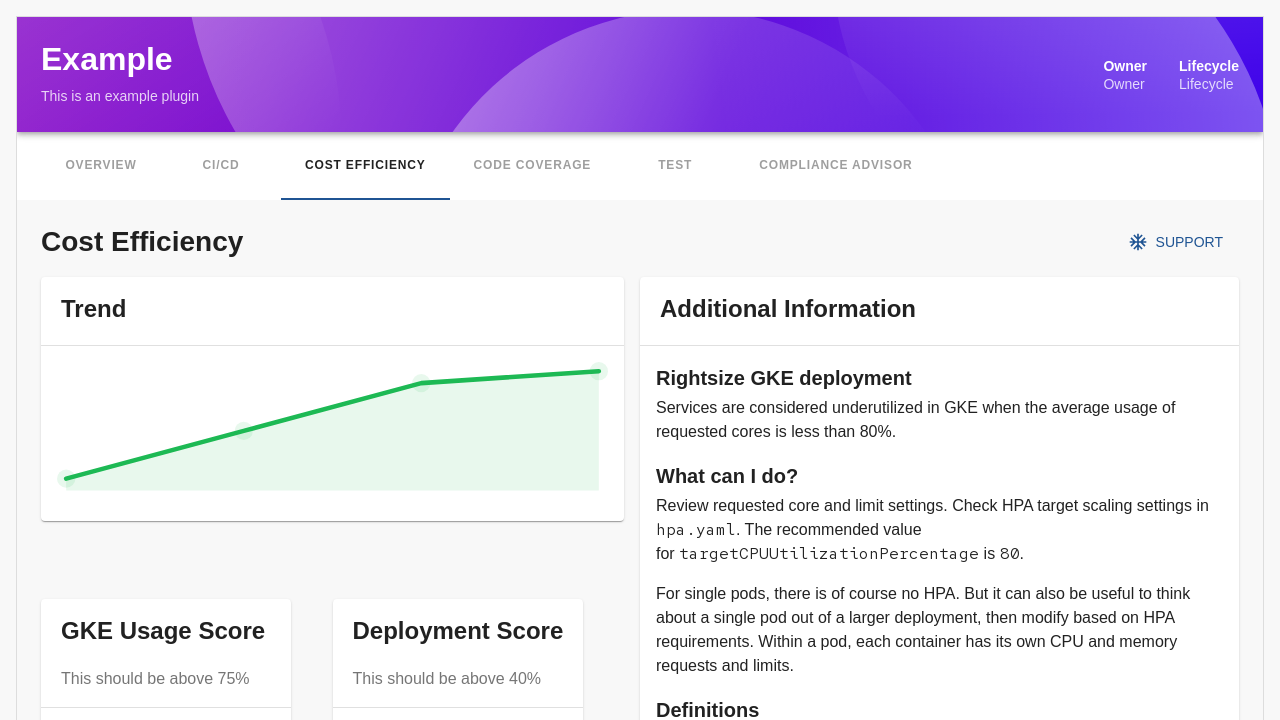 Example
This is an example plugin
Owner
Owner
Lifecycle
Lifecycle
OVERVIEW
CI/CD
COST EFFICIENCY
CODE COVERAGE
TEST
COMPLIANCE ADVISOR
Cost Efficiency
SUPPORT
Trend
GKE Usage Score
This should be above 75%
Deployment Score
This should be above 40%
Additional Information
Rightsize GKE deployment
Services are considered underutilized in GKE when the average usage of
requested cores is less than 80%.
What can I do?
Review requested core and limit settings. Check HPA target scaling settings in
hpa.yaml. The recommended value
for targetCPUUtilizationPercentage is 80.
For single pods, there is of course no HPA. But it can also be useful to think
about a single pod out of a larger deployment, then modify based on HPA
requirements. Within a pod, each container has its own CPU and memory
requests and limits.
Definitions